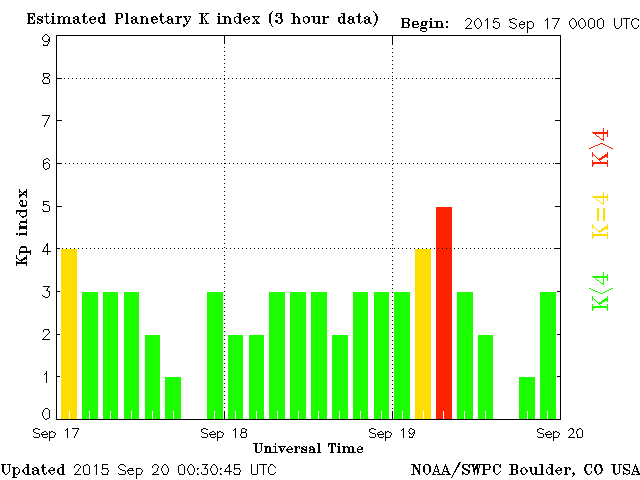 Estimated Planetary K index (3 hour data)
Begin: 2015 Sep 17 0000 UTC
9
8
7
6
5
4
3
2
1
0
Kp index
K>4
K=4
K<4
Sep 17
Sep 18
Sep 19
Sep 20
Universal Time
Updated 2015 Sep 20 00:30:45 UTC
NOAA/SWPC Boulder, CO USA